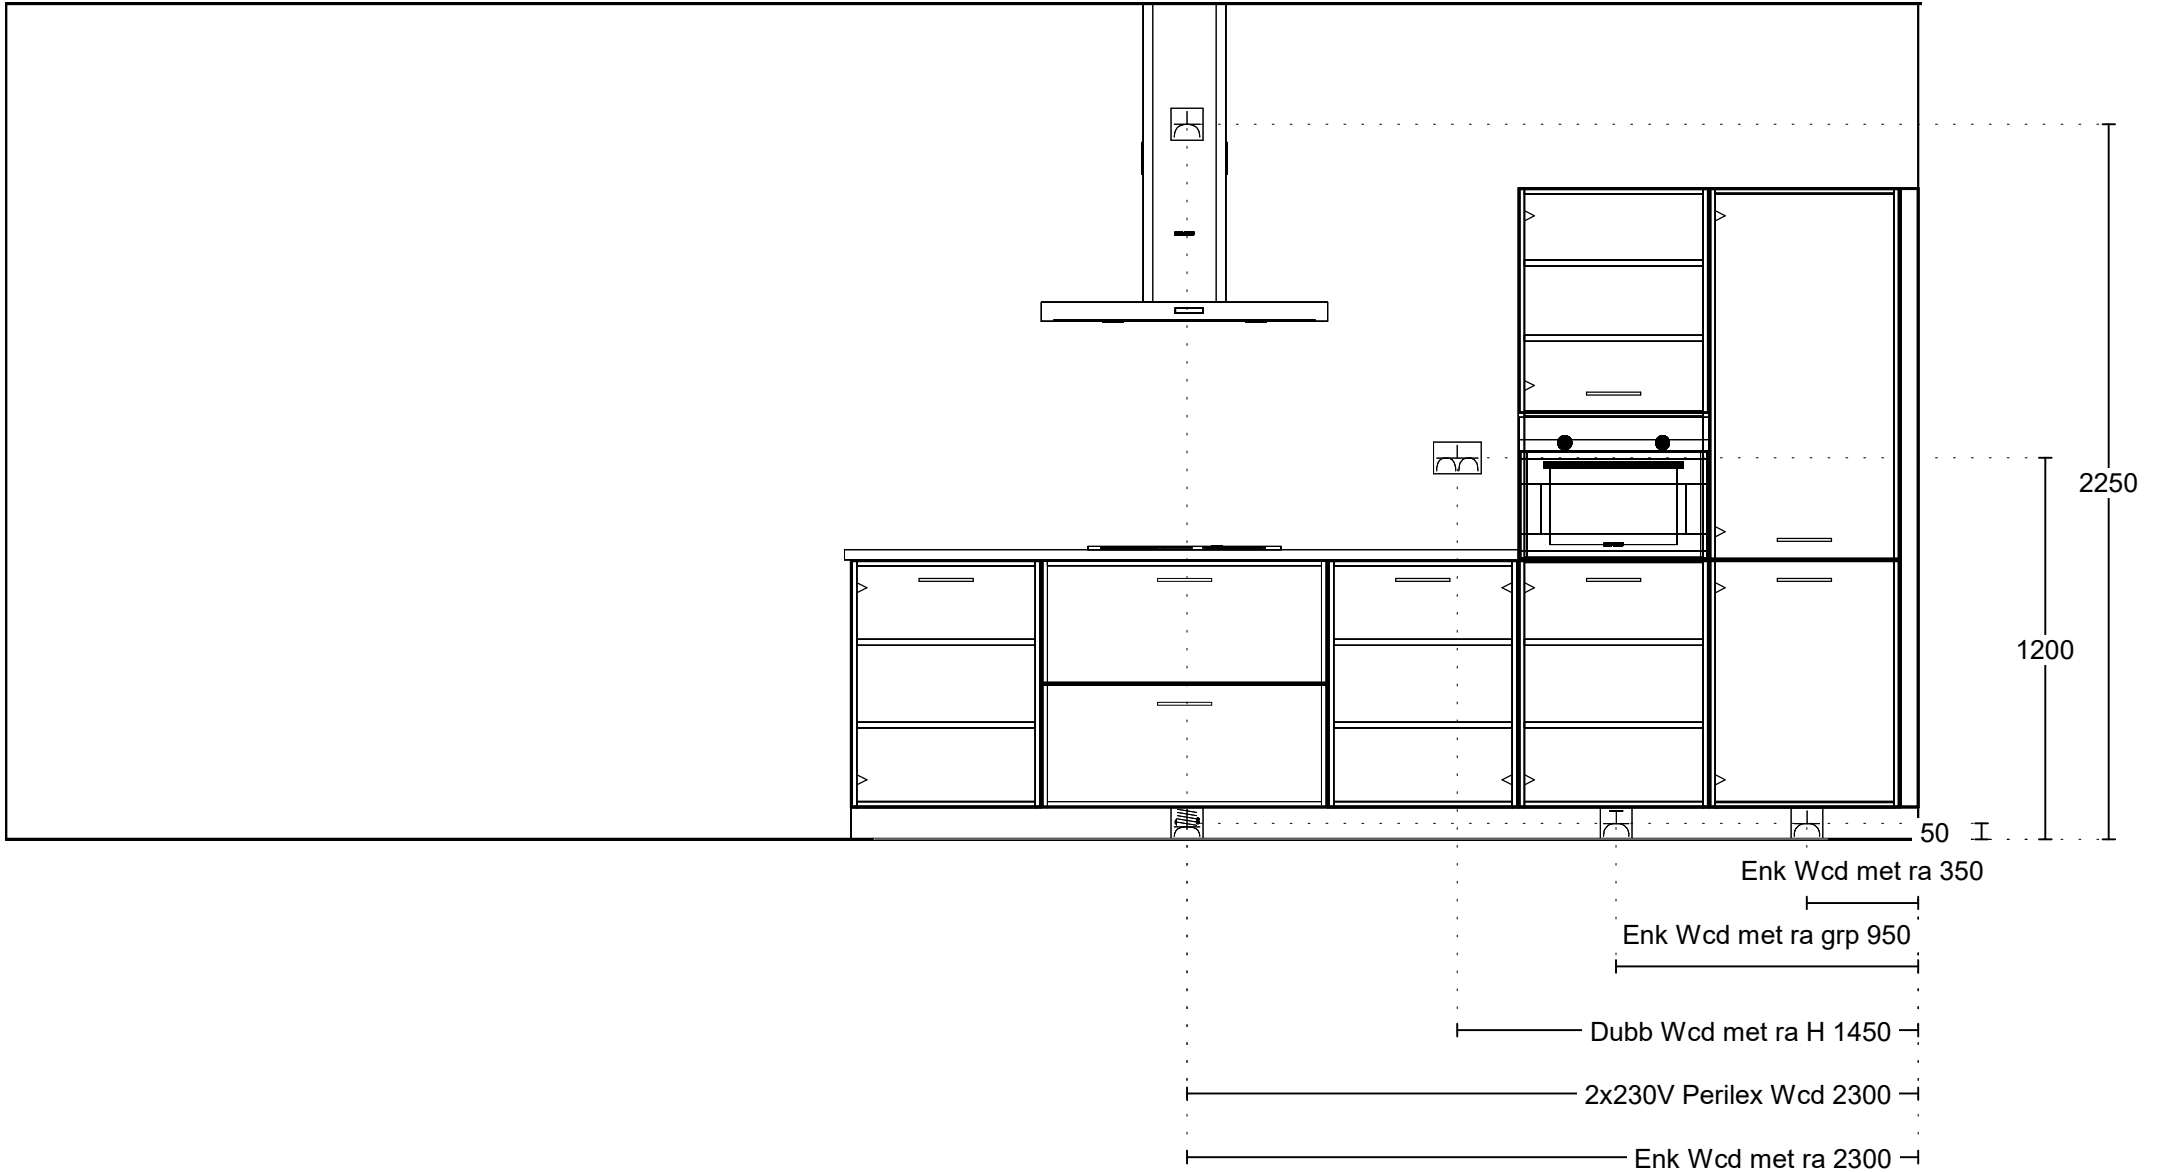 2250
1200
50
Enk Wcd met ra 350
Enk Wcd met ra grp 950
Dubb Wcd met ra H 1450
2x230V Perilex Wcd 2300
Enk Wcd met ra 2300